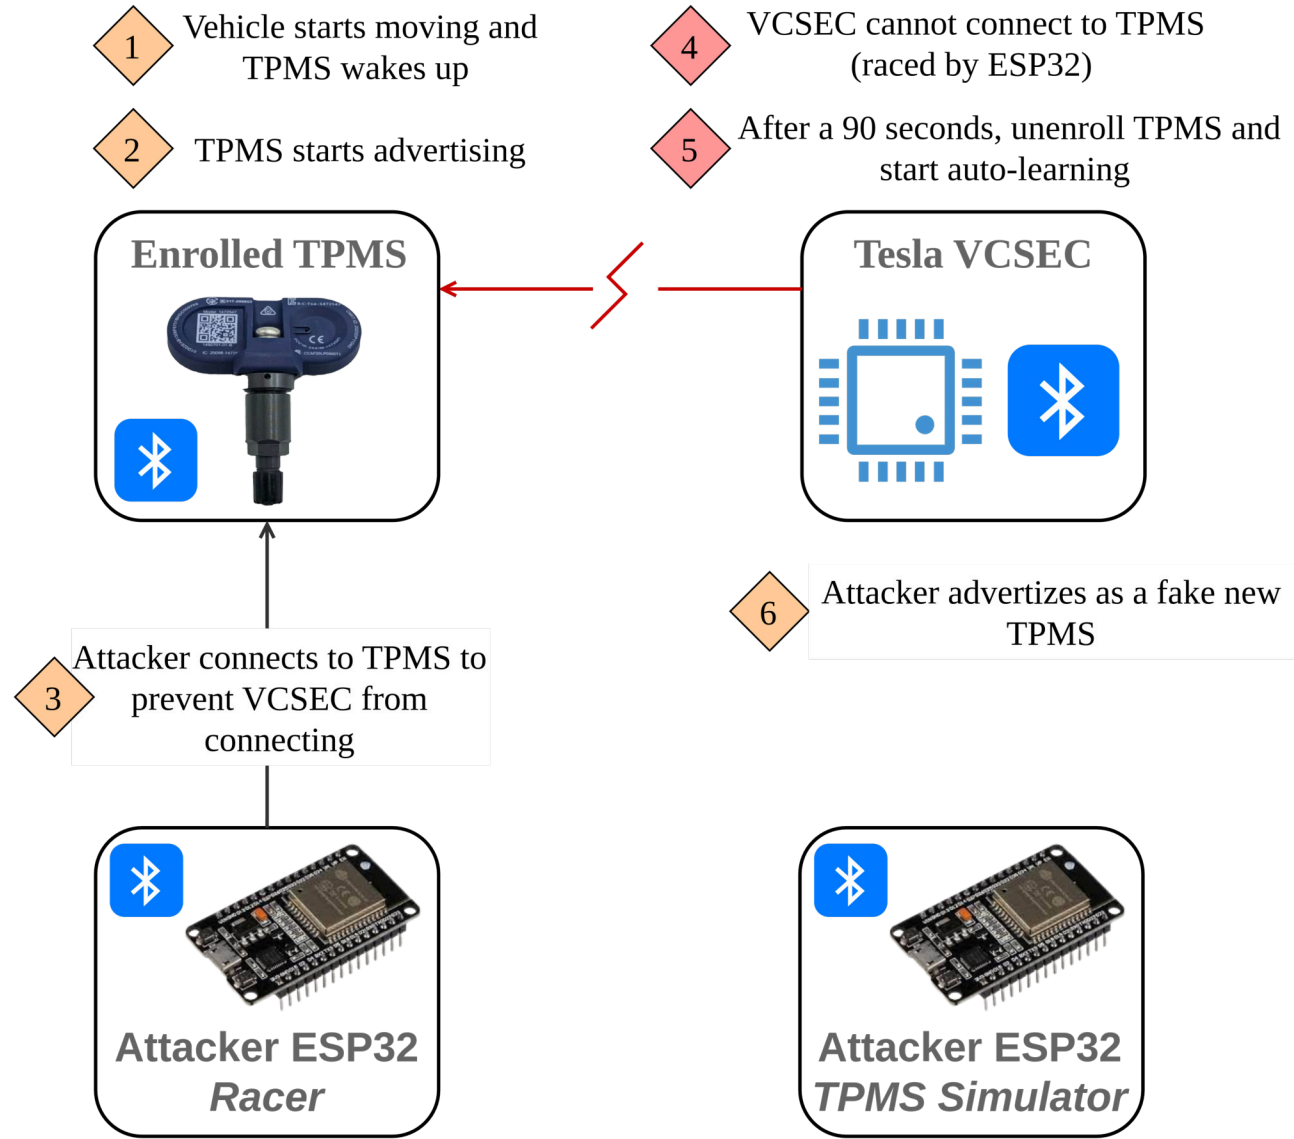 1
Vehicle starts moving and
TPMS wakes up
2
TPMS starts advertising
4
VCSEC cannot connect to TPMS
(raced by ESP32)
5
After a 90 seconds, unenroll TPMS and
start auto-learning
Enrolled TPMS
Tesla VCSEC
3
Attacker connects to TPMS to
prevent VCSEC from
connecting
6
Attacker advertizes as a fake new
TPMS
Attacker ESP32
Racer
Attacker ESP32
TPMS Simulator